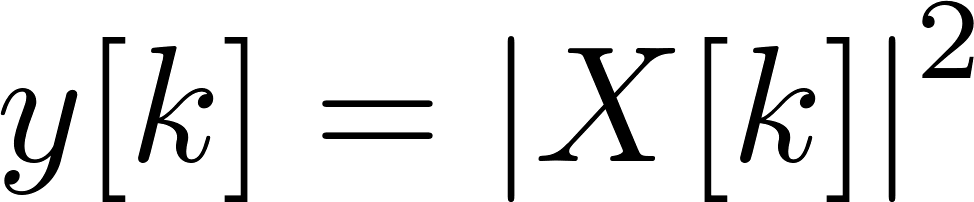 y[k] = |X[k]|²